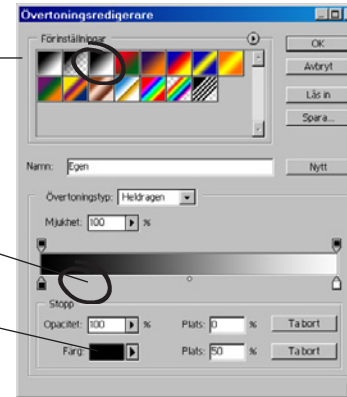 Övertoningsredigerare
Förinställningar
OK
Avbryt
Läs in
Spara...
Namn: Egen
Nytt
Övertoningstyp: Heldragen
Mjukhet: 100 %
Stopp
Opacitet: 100 % Plats: 0 % Ta bort
Färg: Plats: 50 % Ta bort